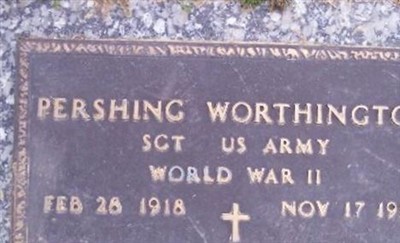 PERSHING WORTHINGTO
SGT US ARMY
WORLD WAR II
FEB 28 1918 NOV 17 19